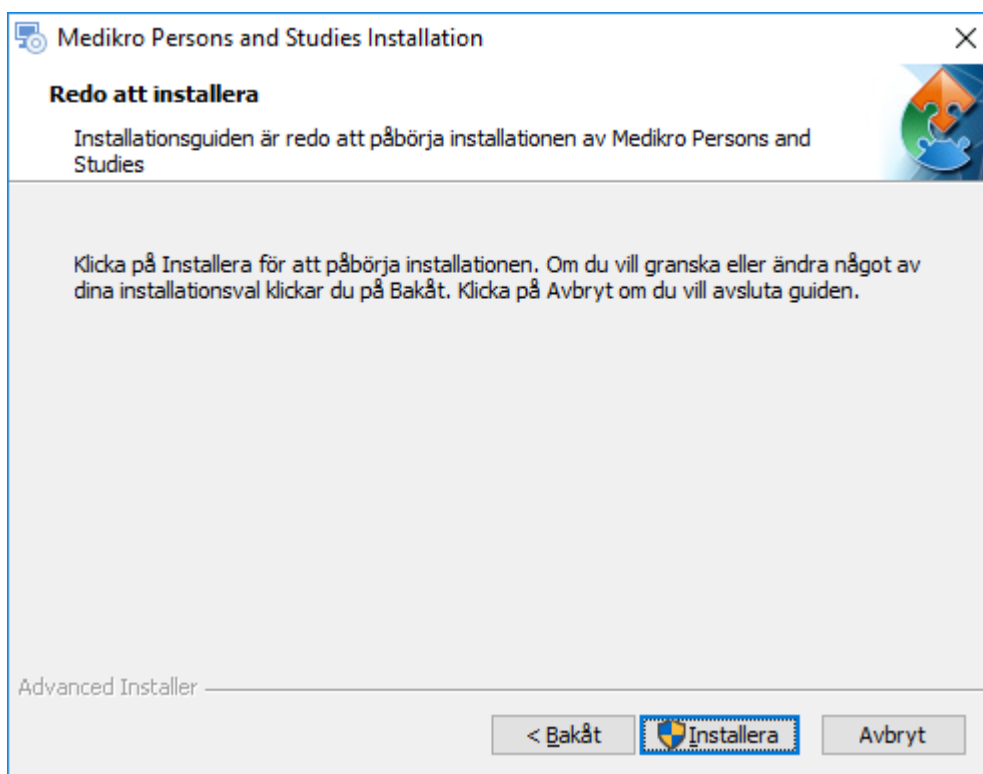 Medikro Persons and Studies Installation
Redo att installera
Installationsguiden är redo att påbörja installationen av Medikro Persons and
Studies
Klicka på Installera för att påbörja installationen. Om du vill granska eller ändra något av
dina installationsval klickar du på Bakåt. Klicka på Avbryt om du vill avsluta guiden.
Advanced Installer
< Bakåt
Installera
Avbryt